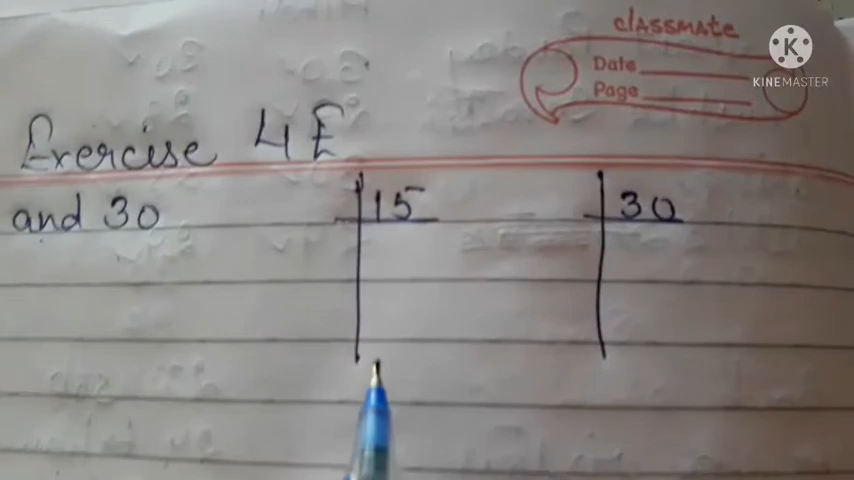 classmate
Date
Page
KINEMASTER
Exercise 4E
and 30
15
30